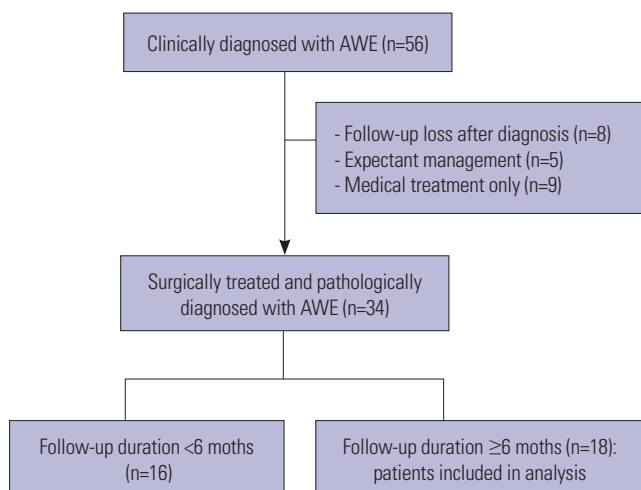 Clinically diagnosed with AWE (n=56)
- Follow-up loss after diagnosis (n=8)
- Expectant management (n=5)
- Medical treatment only (n=9)
Surgically treated and pathologically
diagnosed with AWE (n=34)
Follow-up duration <6 moths
(n=16)
Follow-up duration ≥6 moths (n=18):
patients included in analysis